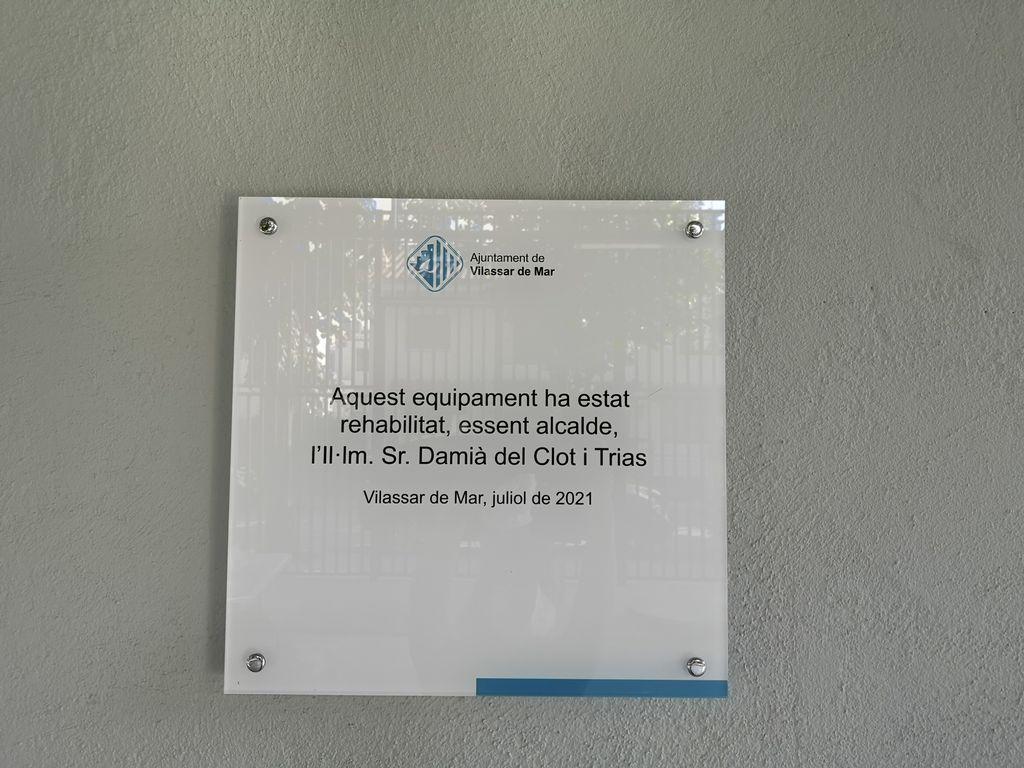 Ajuntament de
Vilassar de Mar
Aquest equipament ha estat
rehabilitat, essent alcalde,
l'Il·lm. Sr. Damià del Clot i Trias
Vilassar de Mar, juliol de 2021